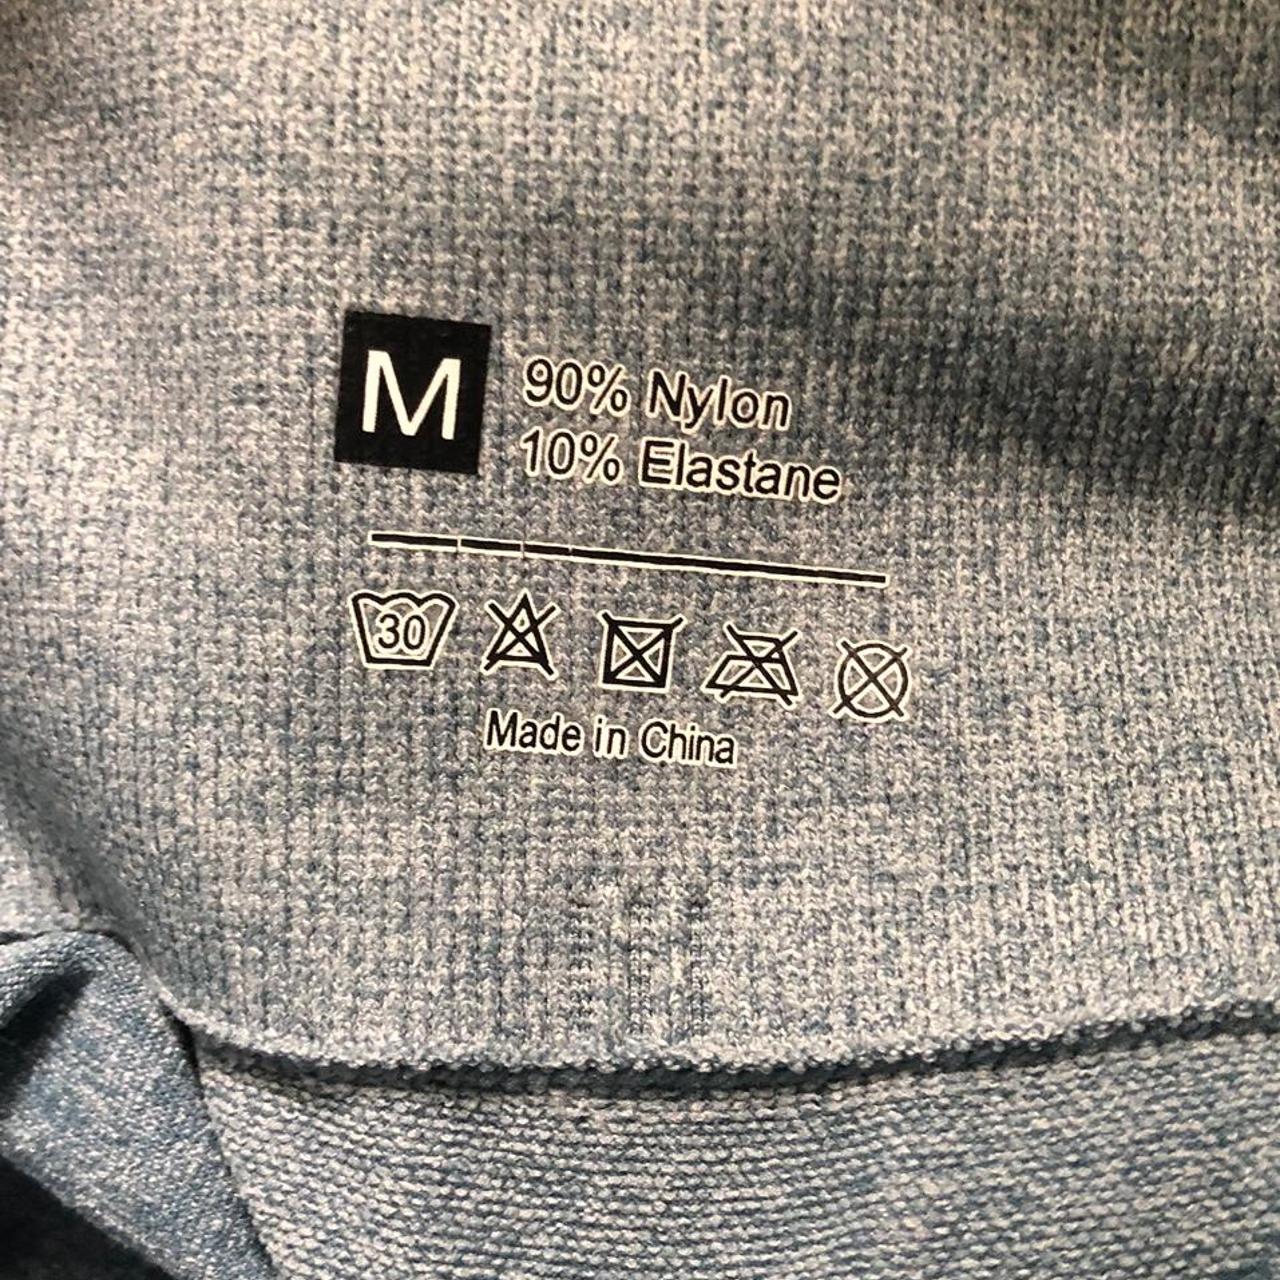 M
90% Nylon
10% Elastane
30
Made in China